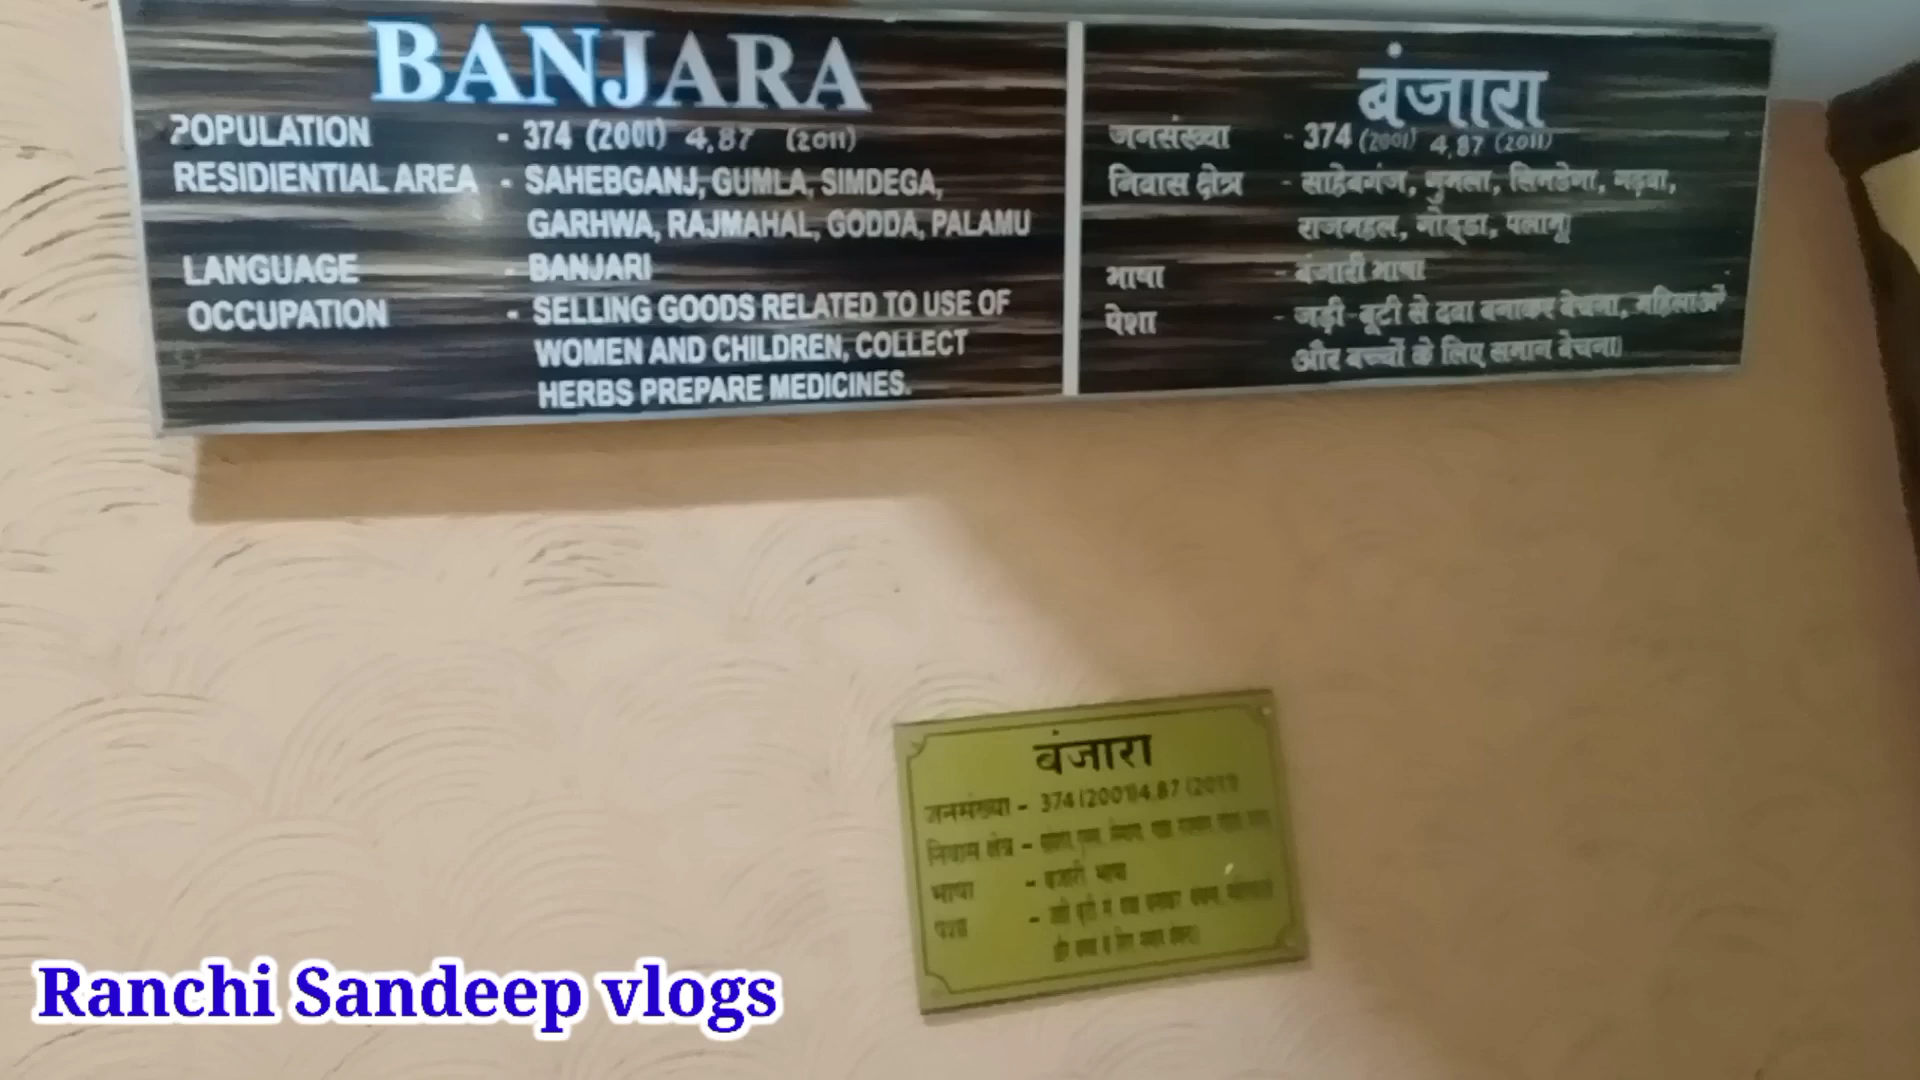 BANJARA
POPULATION - 374 (2001) 4,87 (2011)
RESIDIENTIAL AREA - SAHEBGANJ, GUMLA, SIMDEGA,
GARHWA, RAJMAHAL, GODDA, PALAMU
LANGUAGE - BANJARI
OCCUPATION - SELLING GOODS RELATED TO USE OF
WOMEN AND CHILDREN, COLLECT
HERBS PREPARE MEDICINES.
बंजारा
जनसंख्या - 374 (2001) 4,87 (2011)
निवास क्षेत्र - साहेबगंज, गुमला, सिमडेगा, गढ़वा,
राजमहल, गोड्डा, पलामू
भाषा - बंजारी भाषा
पेशा - जड़ी-बूटी से दवा बनाकर बेचना, महिलाओं
और बच्चों के लिए समान बेचना।
बंजारा
जनसंख्या - 374 (2001) 4,87 (2011)
निवास क्षेत्र -
भाषा - बंजारी भाषा
पेशा -
Ranchi Sandeep vlogs